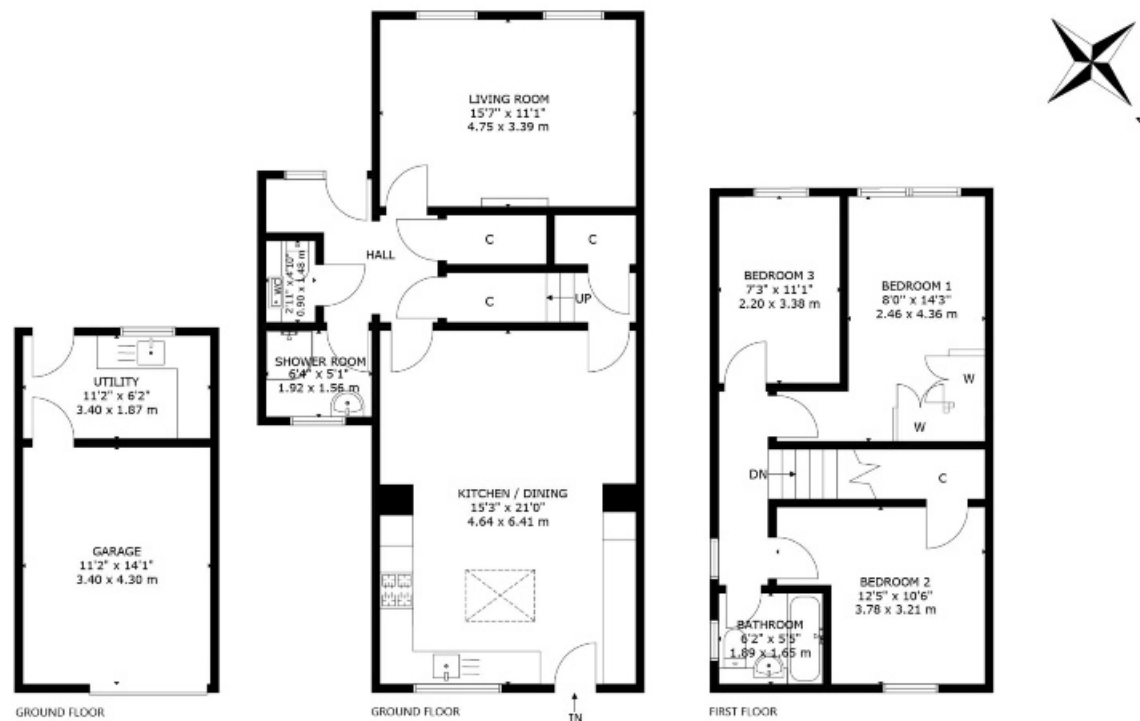 LIVING ROOM
15'7" x 11'1"
4.75 x 3.39 m
HALL
C
C
C
UP
2'11" x 4'10"
0.90 x 1.48 m
SHOWER ROOM
6'4" x 5'1"
1.92 x 1.56 m
UTILITY
11'2" x 6'2"
3.40 x 1.87 m
GARAGE
11'2" x 14'1"
3.40 x 4.30 m
GROUND FLOOR
KITCHEN / DINING
15'3" x 21'0"
4.64 x 6.41 m
GROUND FLOOR
IN
BEDROOM 3
7'3" x 11'1"
2.20 x 3.38 m
BEDROOM 1
8'0" x 14'3"
2.46 x 4.36 m
W
W
DN
C
BEDROOM 2
12'5" x 10'6"
3.78 x 3.21 m
BATHROOM
6'2" x 5'5"
1.89 x 1.65 m
FIRST FLOOR